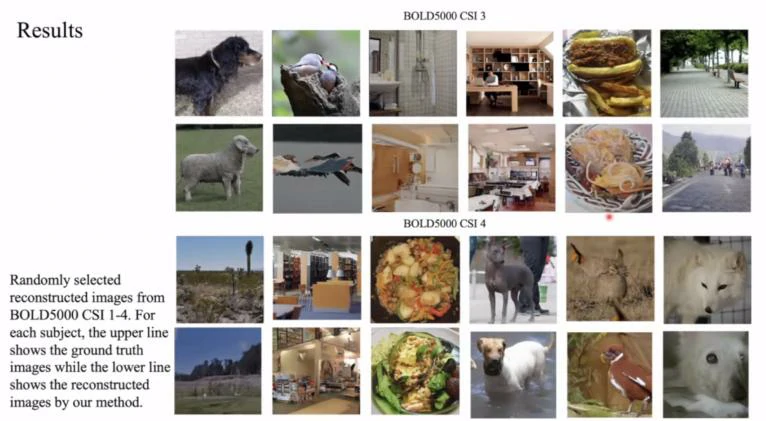 Results
BOLD5000 CSI 3
BOLD5000 CSI 4
Randomly selected
reconstructed images from
BOLD5000 CSI 1-4. For
each subject, the upper line
shows the ground truth
images while the lower line
shows the reconstructed
images by our method.